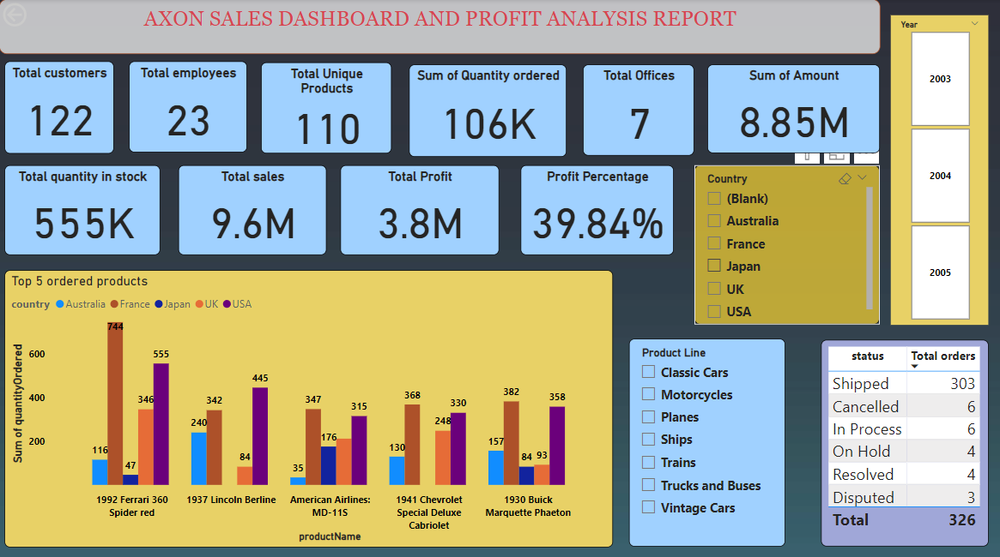 AXON SALES DASHBOARD AND PROFIT ANALYSIS REPORT
Total customers
122
Total employees
23
Total Unique
Products
110
Sum of Quantity ordered
106K
Total Offices
7
Sum of Amount
8.85M
Year
2003
2004
2005
Total quantity in stock
555K
Total sales
9.6M
Total Profit
3.8M
Profit Percentage
39.84%
Country
(Blank)
Australia
France
Japan
UK
USA
Top 5 ordered products
country Australia France Japan UK USA
Sum of quantityOrdered
600
400
200
116
744
47
346
555
240
342
84
445
35
347
176
315
130
368
248
330
157
382
84
93
358
1992 Ferrari 360
Spider red
1937 Lincoln Berline
American Airlines:
MD-11S
1941 Chevrolet
Special Deluxe
Cabriolet
1930 Buick
Marquette Phaeton
productName
Product Line
Classic Cars
Motorcycles
Planes
Ships
Trains
Trucks and Buses
Vintage Cars
status Total orders
Shipped 303
Cancelled 6
In Process 6
On Hold 4
Resolved 4
Disputed 3
Total 326